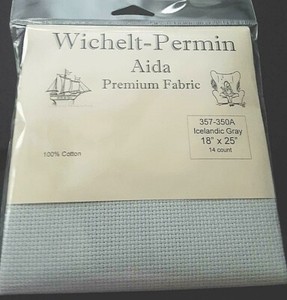 Wichelt-Permin
Aida
Premium Fabric
357-350A
Icelandic Gray
18" x 25"
14 count
100% Cotton